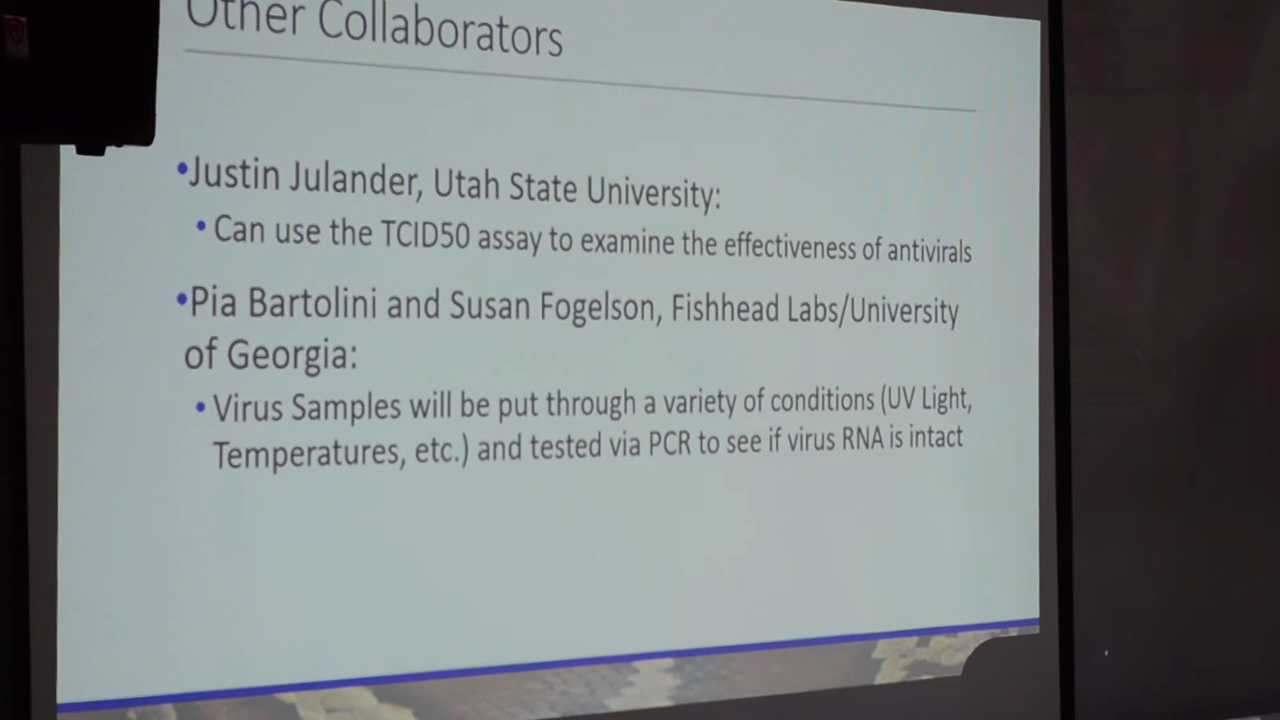 Other Collaborators
•Justin Julander, Utah State University:
• Can use the TCID50 assay to examine the effectiveness of antivirals
•Pia Bartolini and Susan Fogelson, Fishhead Labs/University
of Georgia:
• Virus Samples will be put through a variety of conditions (UV Light,
Temperatures, etc.) and tested via PCR to see if virus RNA is intact